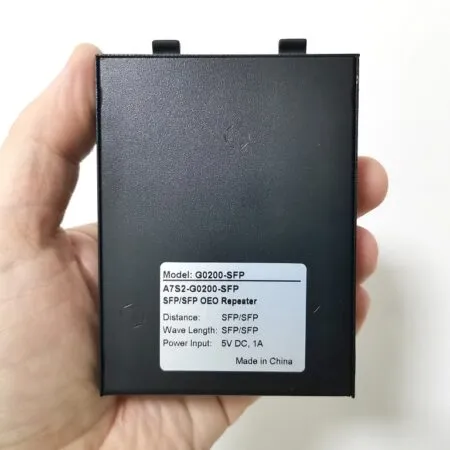 Model: G0200-SFP
A7S2-G0200-SFP
SFP/SFP OEO Repeater
Distance: SFP/SFP
Wave Length: SFP/SFP
Power Input: 5V DC, 1A
Made in China